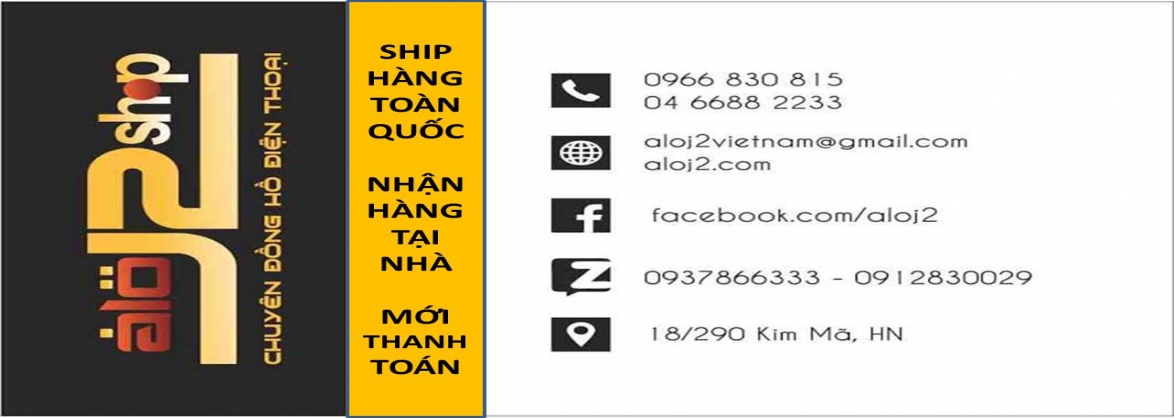 alöJ2
shop
CHUYÊN ĐỒNG HỒ ĐIỆN THOẠI
SHIP
HÀNG
TOÀN
QUỐC
NHẬN
HÀNG
TẠI
NHÀ
MỚI
THANH
TOÁN
0966 830 815
04 6688 2233
aloj2vietnam@gmail.com
aloj2.com
facebook.com/aloj2
0937866333 - 0912830029
18/290 Kim Mã, HN